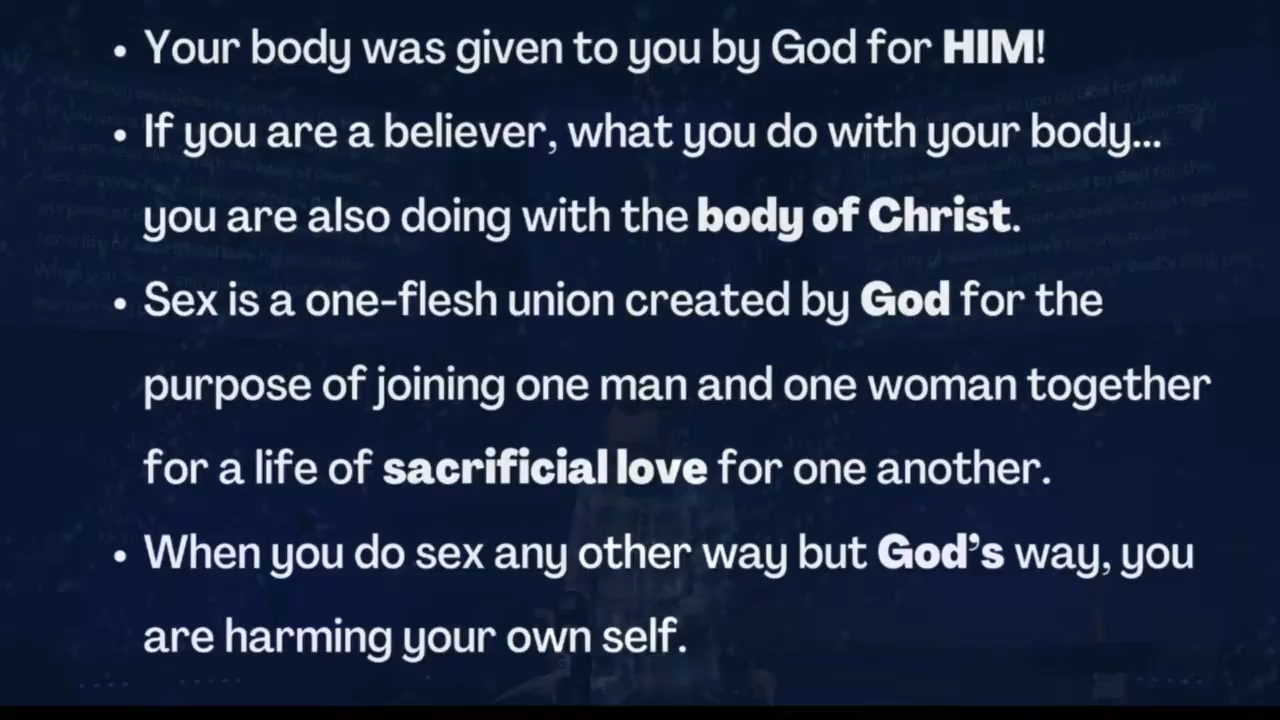 • Your body was given to you by God for HIM!
• If you are a believer, what you do with your body...
you are also doing with the body of Christ.
• Sex is a one-flesh union created by God for the
purpose of joining one man and one woman together
for a life of sacrificial love for one another.
• When you do sex any other way but God's way, you
are harming your own self.